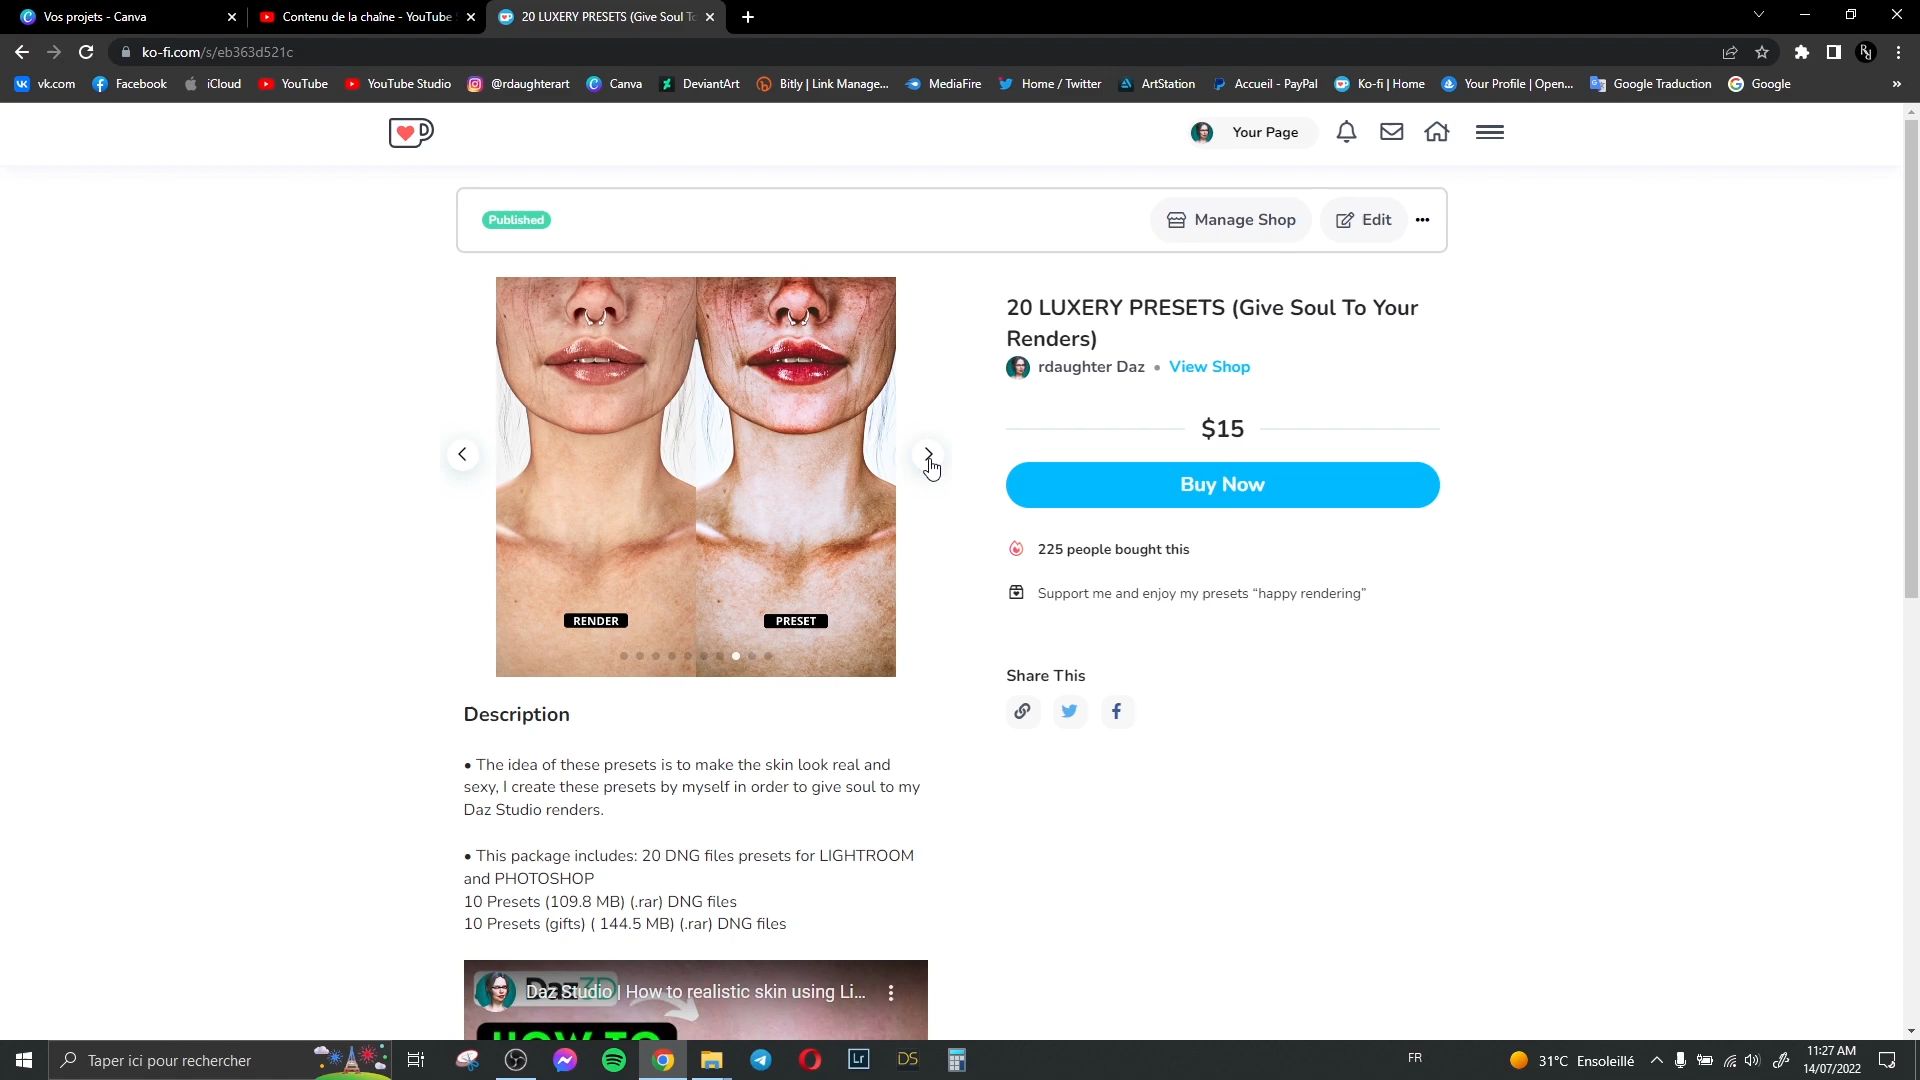 Vos projets - Canva
Contenu de la chaîne - YouTube S
20 LUXERY PRESETS (Give Soul To
ko-fi.com/s/eb363d521c
vk.com Facebook iCloud YouTube YouTube Studio @rdaughterart Canva DeviantArt Bitly | Link Manage... MediaFire Home / Twitter ArtStation Accueil - PayPal Ko-fi | Home Your Profile | Open... Google Traduction Google »
Your Page
Published
Manage Shop
Edit
20 LUXERY PRESETS (Give Soul To Your
Renders)
rdaughter Daz • View Shop
$15
Buy Now
225 people bought this
Support me and enjoy my presets “happy rendering”
Share This
RENDER
PRESET
Description
• The idea of these presets is to make the skin look real and
sexy, I create these presets by myself in order to give soul to my
Daz Studio renders.
• This package includes: 20 DNG files presets for LIGHTROOM
and PHOTOSHOP
10 Presets (109.8 MB) (.rar) DNG files
10 Presets (gifts) ( 144.5 MB) (.rar) DNG files
Daz Studio | How to realistic skin using Li...
HOW TO
Taper ici pour rechercher
Lr
DS
FR
31°C Ensoleillé
11:27 AM
14/07/2022